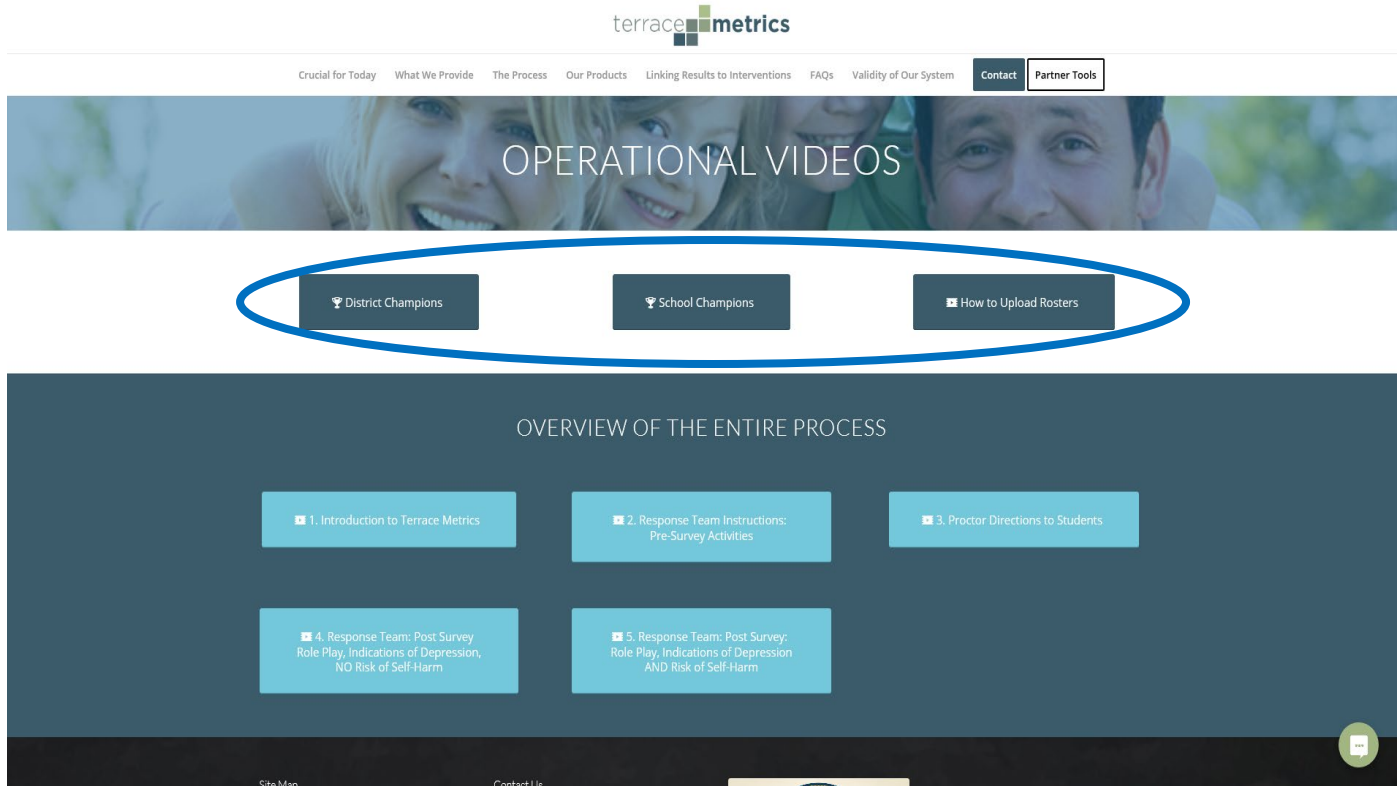 terrace metrics
Crucial for Today What We Provide The Process Our Products Linking Results to Interventions FAQs Validity of Our System Contact Partner Tools
OPERATIONAL VIDEOS
District Champions School Champions How to Upload Rosters
OVERVIEW OF THE ENTIRE PROCESS
1. Introduction to Terrace Metrics
2. Response Team Instructions:
Pre-Survey Activities
3. Proctor Directions to Students
4. Response Team: Post Survey
Role Play, Indications of Depression,
NO Risk of Self-Harm
5. Response Team: Post Survey:
Role Play, Indications of Depression
AND Risk of Self-Harm
Site Map Contact Us